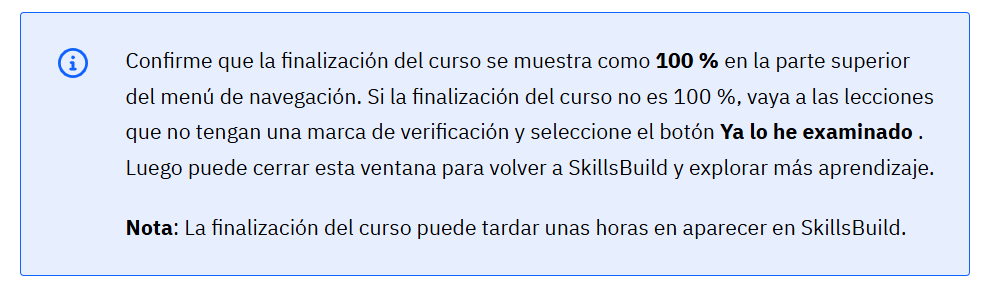 Confirme que la finalización del curso se muestra como 100 % en la parte superior
del menú de navegación. Si la finalización del curso no es 100 %, vaya a las lecciones
que no tengan una marca de verificación y seleccione el botón Ya lo he examinado .
Luego puede cerrar esta ventana para volver a SkillsBuild y explorar más aprendizaje.
Nota: La finalización del curso puede tardar unas horas en aparecer en SkillsBuild.